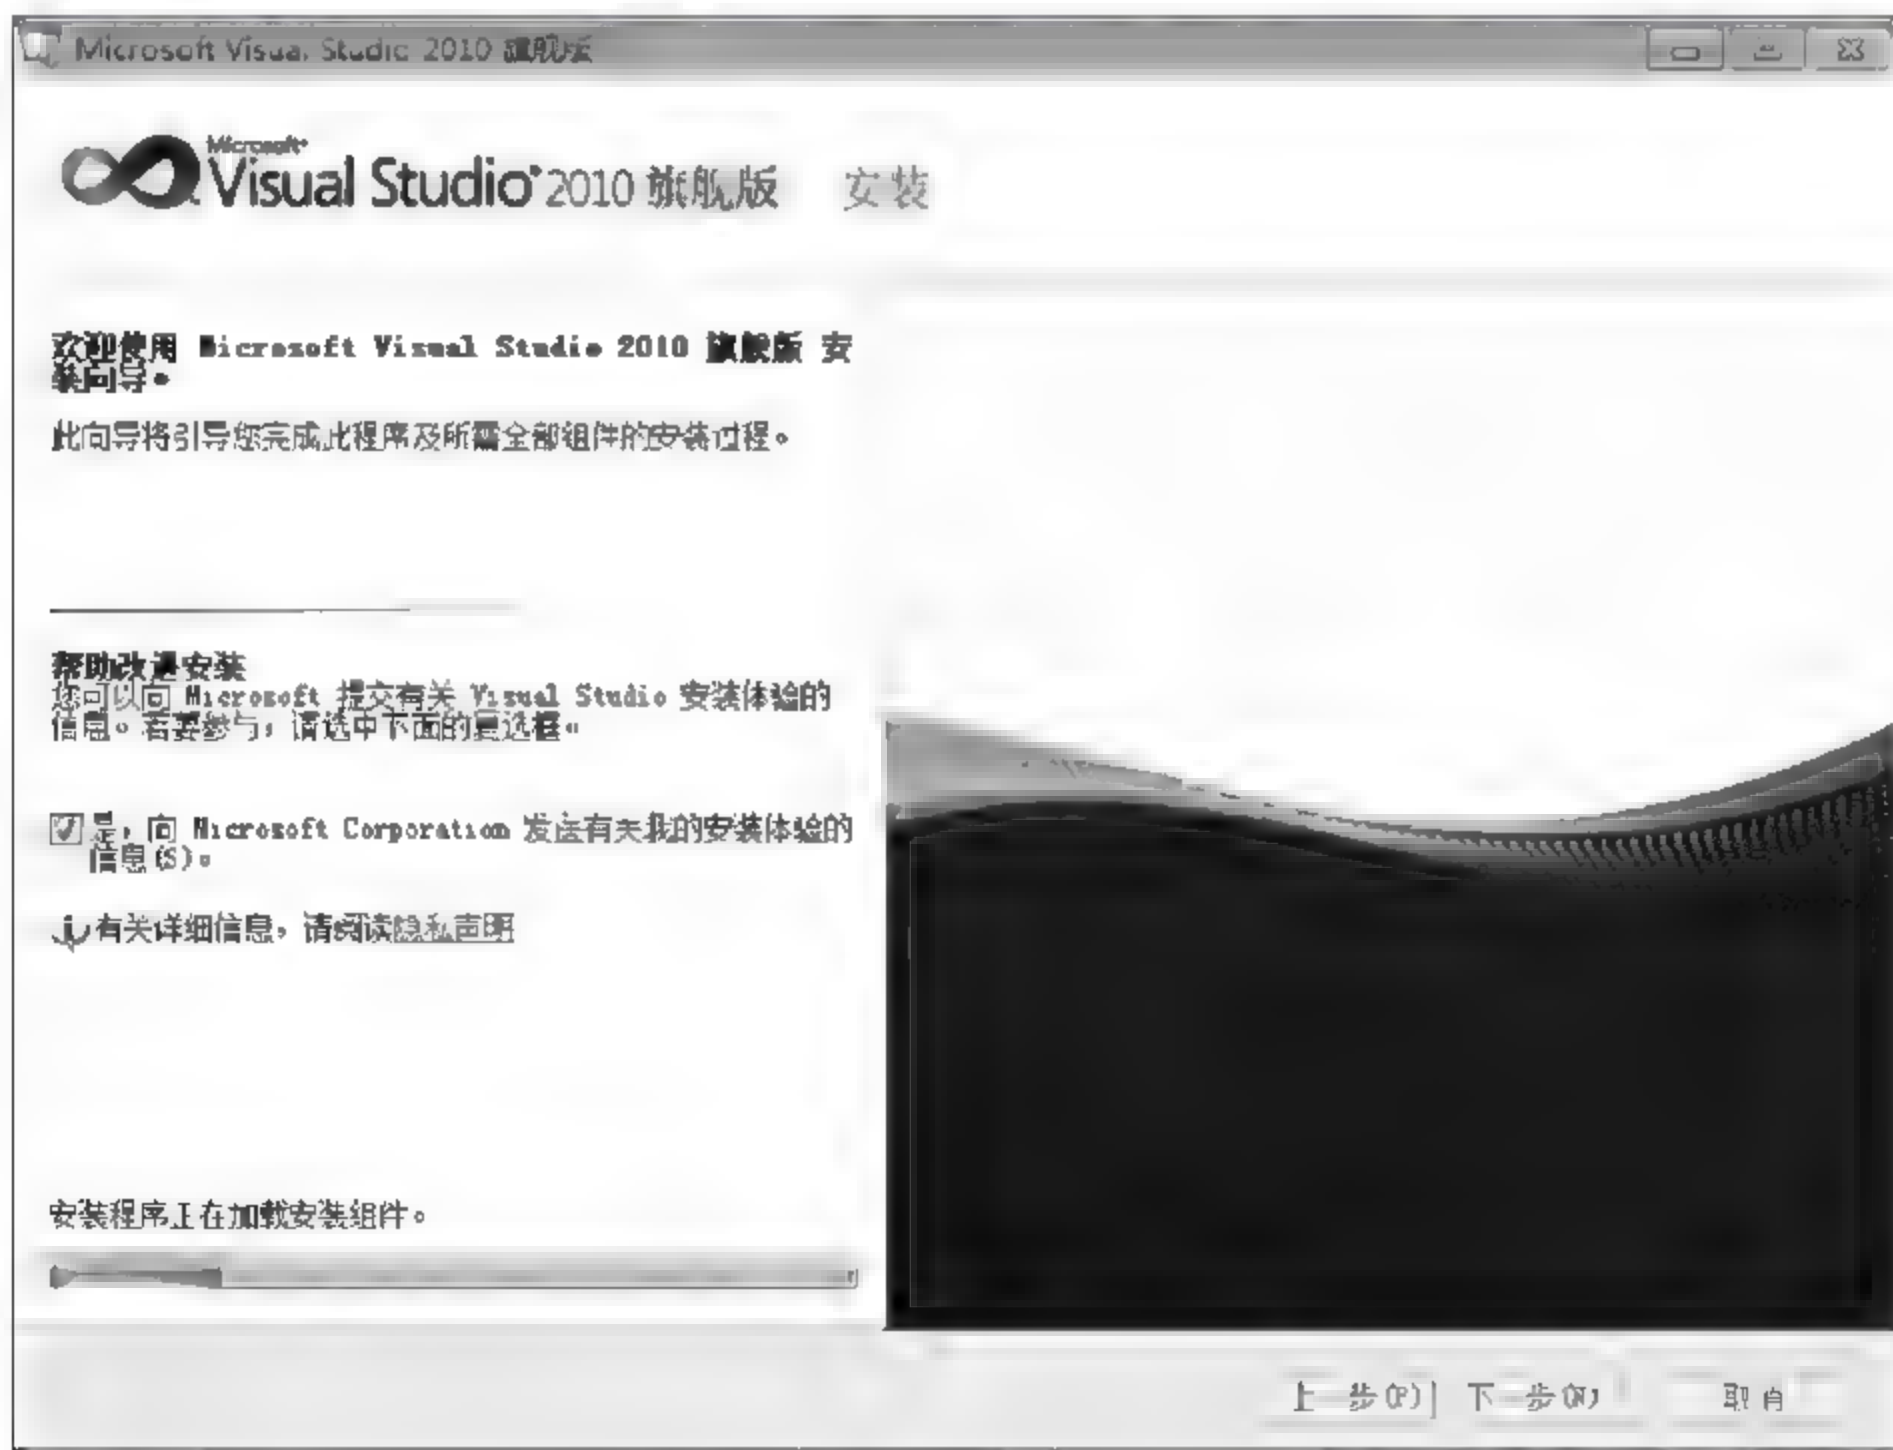 Microsoft Visual Studio 2010 旗舰版
Microsoft®
Visual Studio® 2010 旗舰版 安装
欢迎使用 Microsoft Visual Studio 2010 旗舰版 安
装向导。
此向导将引导您完成此程序及所需全部组件的安装过程。
帮助改进安装
您可以向 Microsoft 提交有关 Visual Studio 安装体验的
信息。若要参与，请选中下面的复选框。
是，向 Microsoft Corporation 发送有关我的安装体验的
信息(S)。
有关详细信息，请阅读隐私声明
安装程序正在加载安装组件。
上一步(P) 下一步(N) 取消